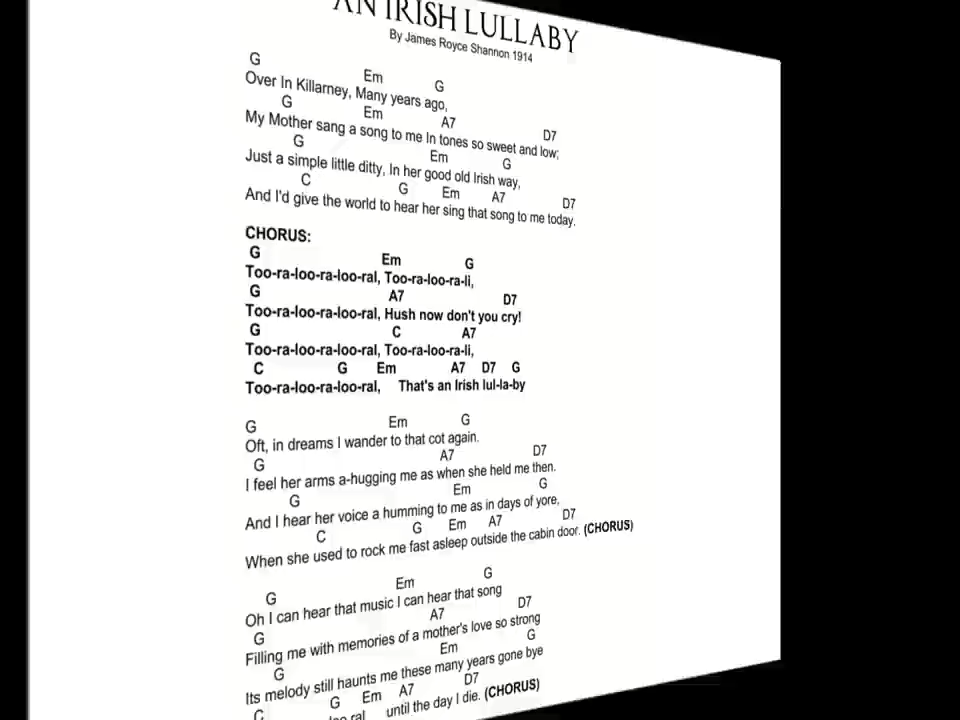 AN IRISH LULLABY
By James Royce Shannon 1914
G Em G
Over In Killarney, Many years ago,
G Em A7 D7
My Mother sang a song to me In tones so sweet and low;
G Em G
Just a simple little ditty, In her good old Irish way,
C G Em A7 D7
And I'd give the world to hear her sing that song to me today.
CHORUS:
G Em G
Too-ra-loo-ra-loo-ral, Too-ra-loo-ra-li,
G A7 D7
Too-ra-loo-ra-loo-ral, Hush now don't you cry!
G C A7
Too-ra-loo-ra-loo-ral, Too-ra-loo-ra-li,
C G Em A7 D7 G
Too-ra-loo-ra-loo-ral, That's an Irish lul-la-by
G Em G
Oft, in dreams I wander to that cot again.
G A7 D7
I feel her arms a-hugging me as when she held me then.
G Em G
And I hear her voice a humming to me as in days of yore,
C G Em A7 D7
When she used to rock me fast asleep outside the cabin door. (CHORUS)
G Em G
Oh I can hear that music I can hear that song
G A7 D7
Filling me with memories of a mother's love so strong
G Em G
Its melody still haunts me these many years gone bye
C G Em A7 D7
until the day I die. (CHORUS)